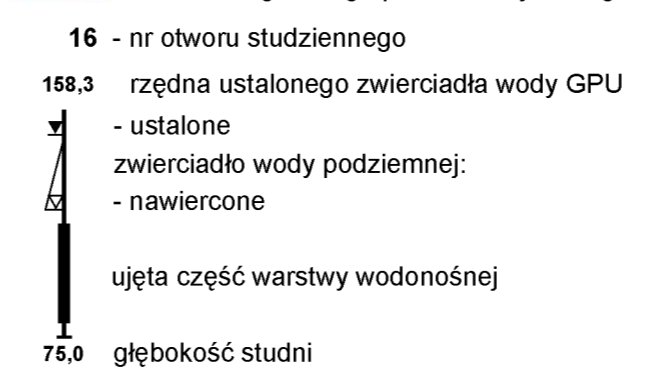 16 - nr otworu studziennego
158,3 rzędna ustalonego zwierciadła wody GPU
- ustalone
zwierciadło wody podziemnej:
- nawiercone
ujęta część warstwy wodonośnej
75,0 głębokość studni